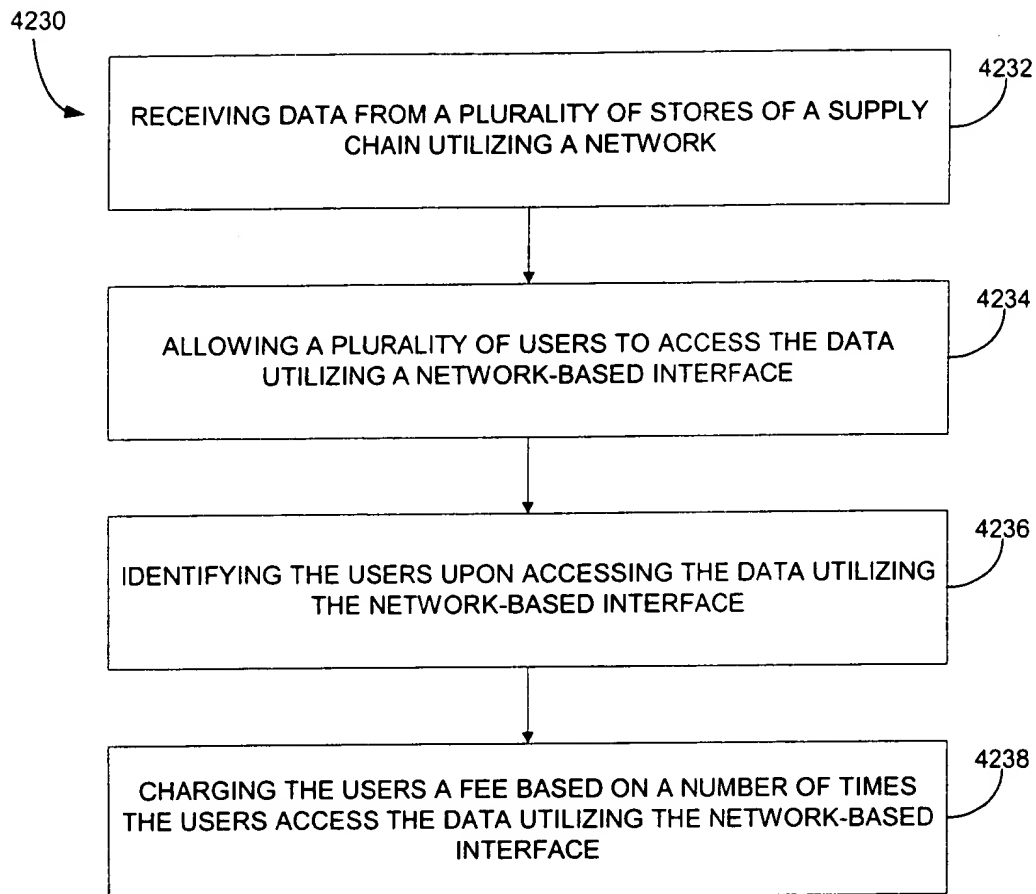 4230
4232
RECEIVING DATA FROM A PLURALITY OF STORES OF A SUPPLY
CHAIN UTILIZING A NETWORK
4234
ALLOWING A PLURALITY OF USERS TO ACCESS THE DATA
UTILIZING A NETWORK-BASED INTERFACE
4236
IDENTIFYING THE USERS UPON ACCESSING THE DATA UTILIZING
THE NETWORK-BASED INTERFACE
4238
CHARGING THE USERS A FEE BASED ON A NUMBER OF TIMES
THE USERS ACCESS THE DATA UTILIZING THE NETWORK-BASED
INTERFACE